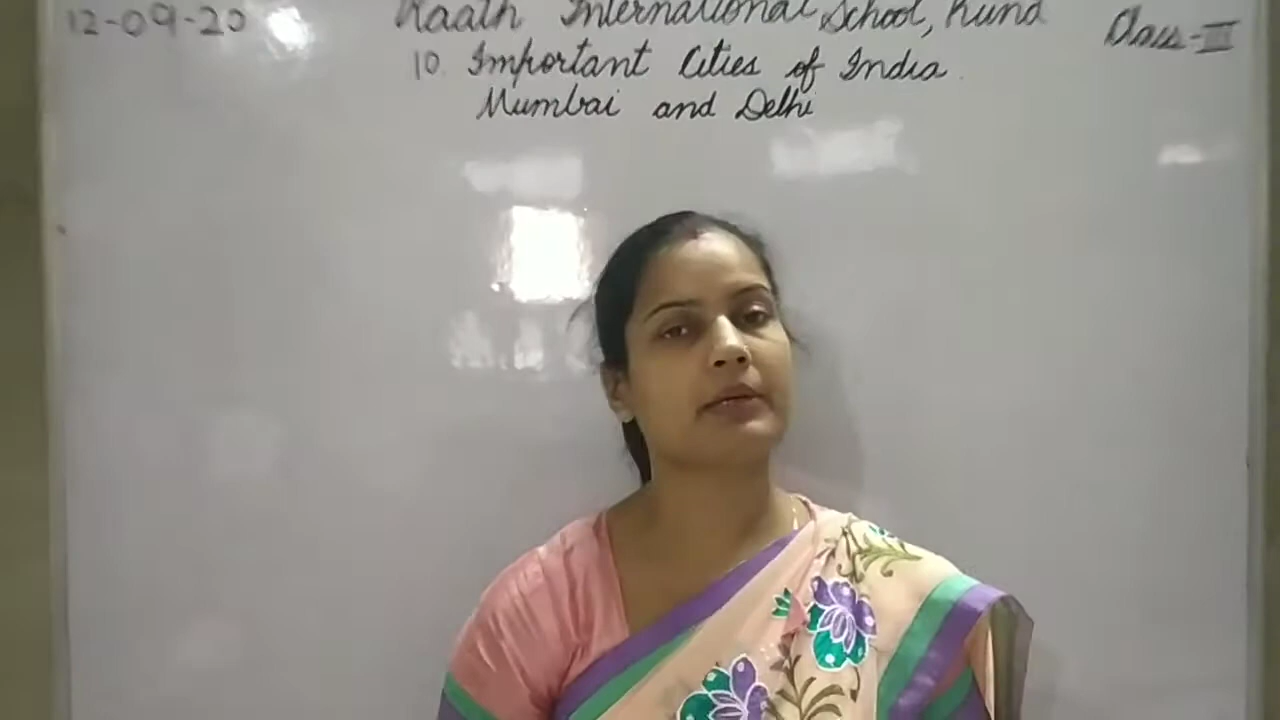 12-09-20 Raath International School, Kund Class-III
10. Important Cities of India
Mumbai and Delhi